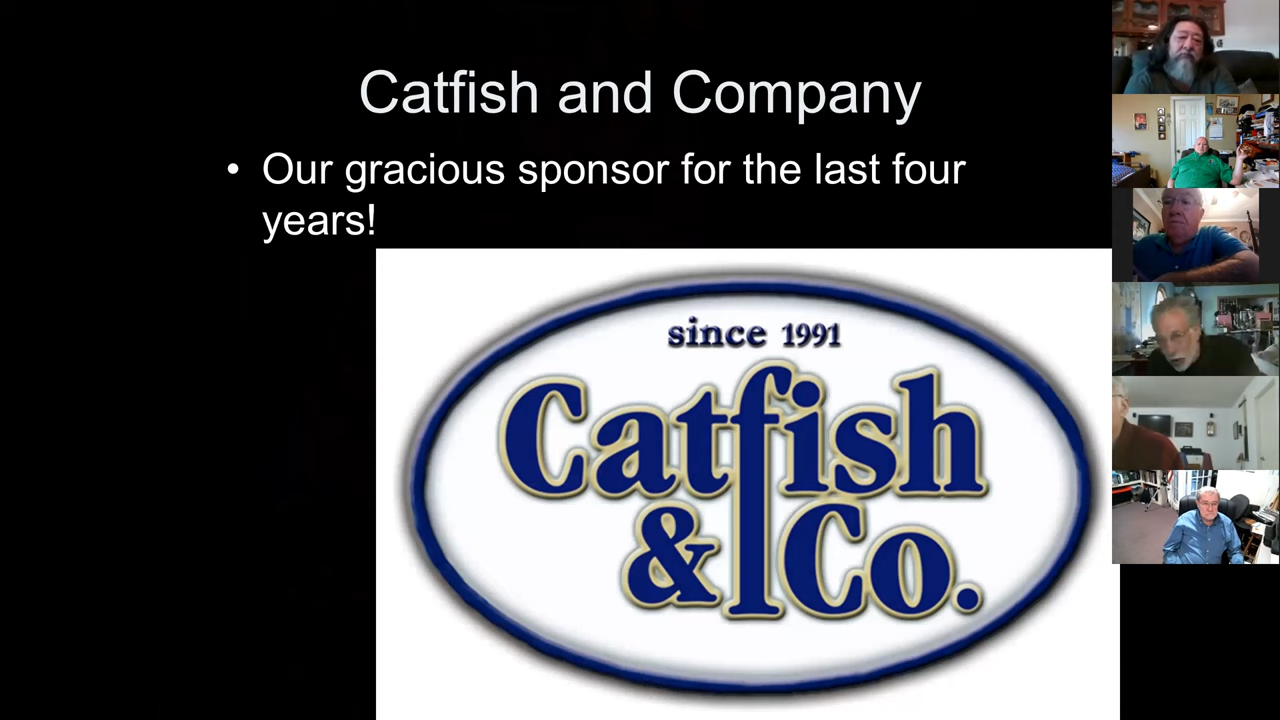 Catfish and Company
• Our gracious sponsor for the last four
years!
since 1991
Catfish
& Co.